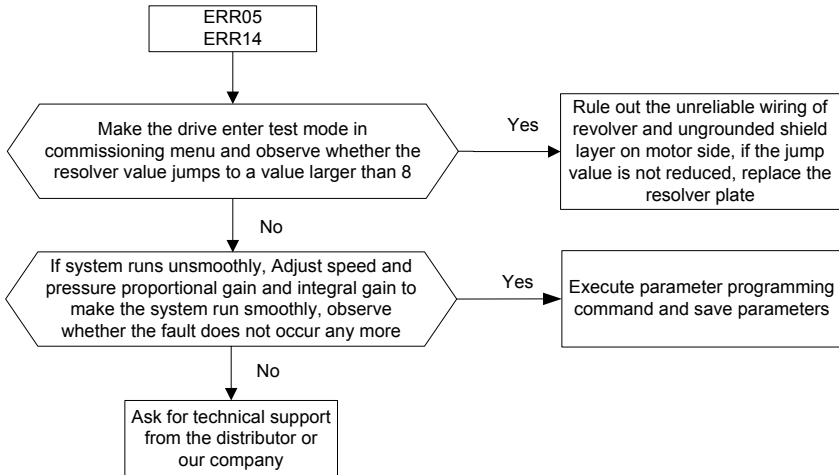 ERR05
ERR14
Make the drive enter test mode in
commissioning menu and observe whether the
resolver value jumps to a value larger than 8
Yes
Rule out the unreliable wiring of
revolver and ungrounded shield
layer on motor side, if the jump
value is not reduced, replace the
resolver plate
No
If system runs unsmoothly, Adjust speed and
pressure proportional gain and integral gain to
make the system run smoothly, observe
whether the fault does not occur any more
Yes
Execute parameter programming
command and save parameters
No
Ask for technical support
from the distributor or
our company